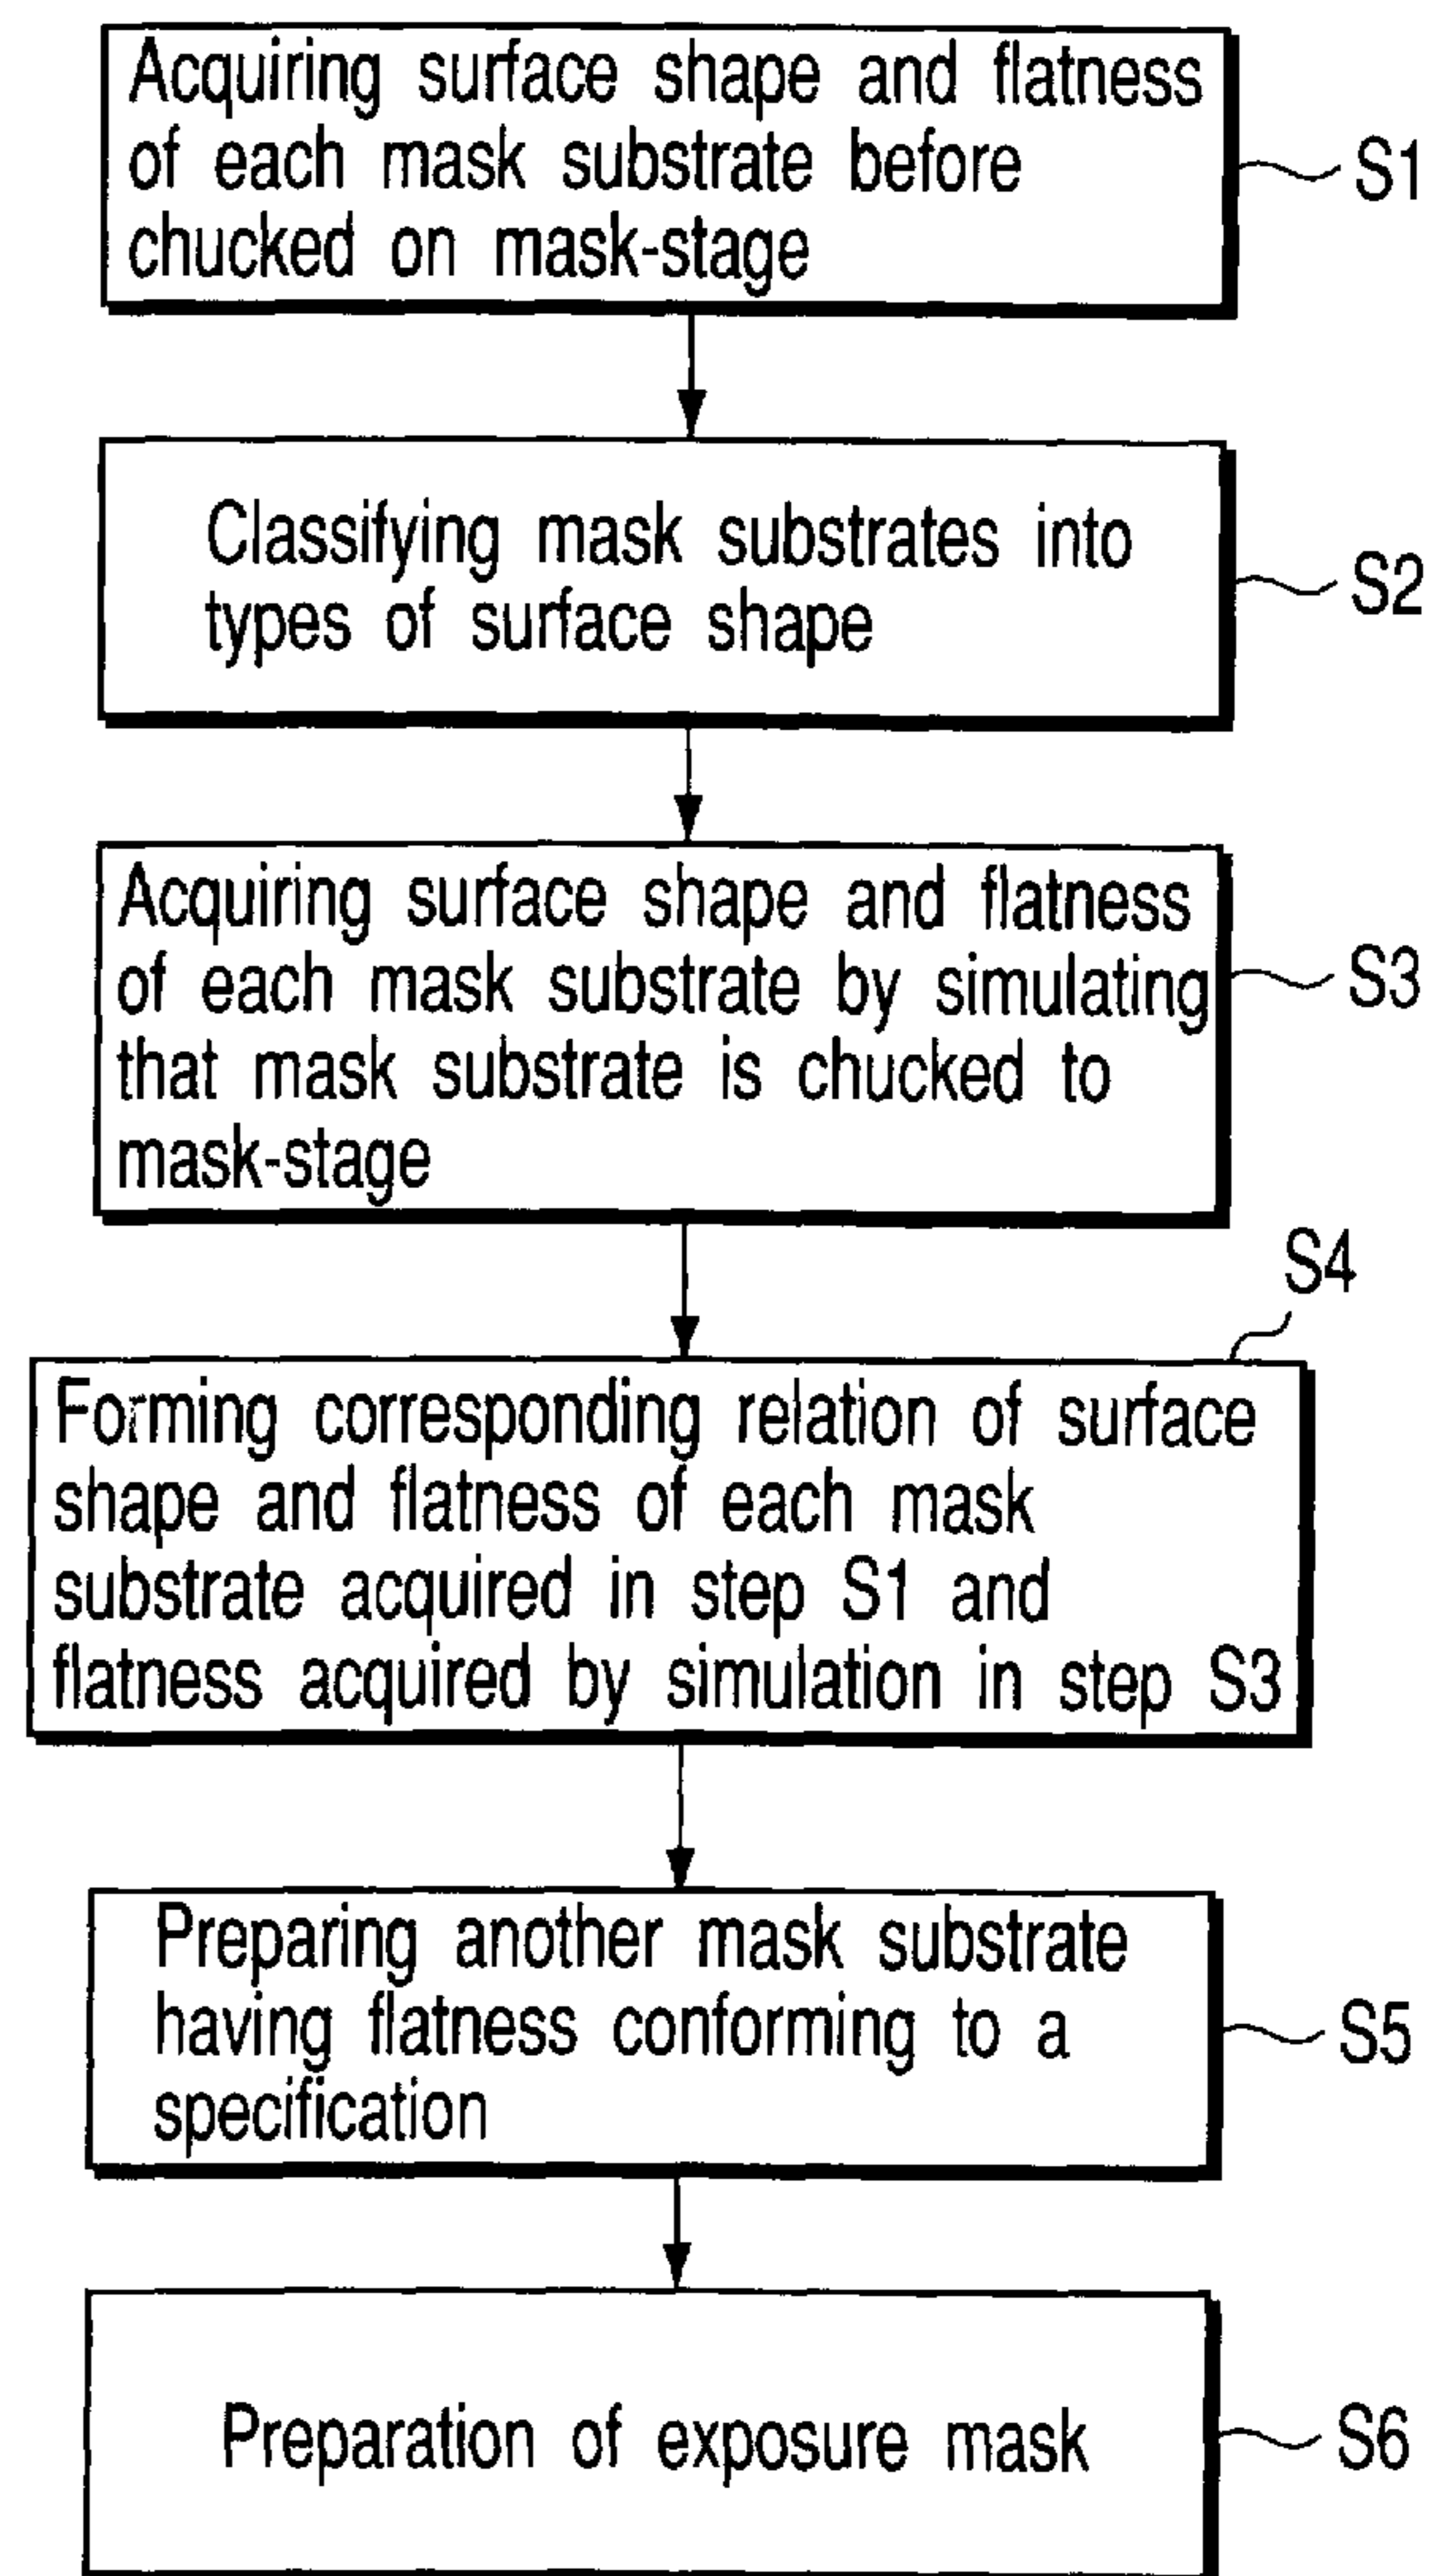 Acquiring surface shape and flatness
of each mask substrate before
chucked on mask-stage
S1
Classifying mask substrates into
types of surface shape
S2
Acquiring surface shape and flatness
of each mask substrate by simulating
that mask substrate is chucked to
mask-stage
S3
S4
Forming corresponding relation of surface
shape and flatness of each mask
substrate acquired in step S1 and
flatness acquired by simulation in step S3
Preparing another mask substrate
having flatness conforming to a
specification
S5
Preparation of exposure mask
S6